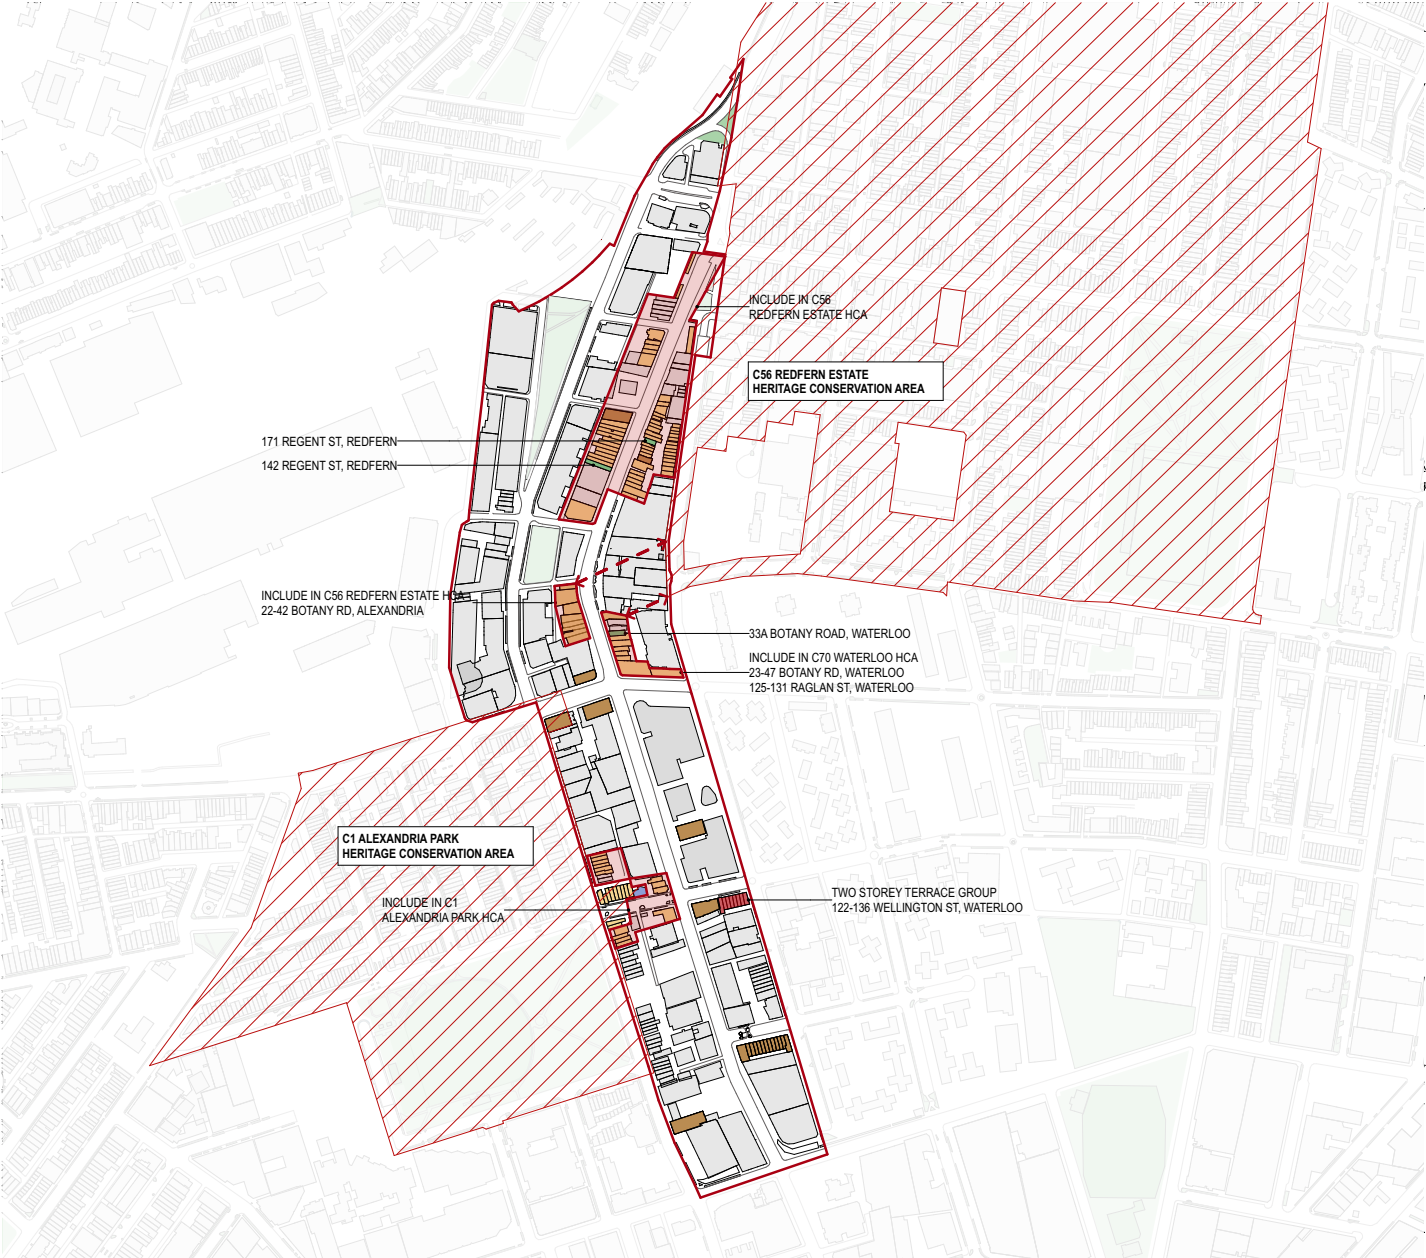 INCLUDE IN C56
REDFERN ESTATE HCA
C56 REDFERN ESTATE
HERITAGE CONSERVATION AREA
171 REGENT ST, REDFERN
142 REGENT ST, REDFERN
INCLUDE IN C56 REDFERN ESTATE HCA
22-42 BOTANY RD, ALEXANDRIA
33A BOTANY ROAD, WATERLOO
INCLUDE IN C70 WATERLOO HCA
23-47 BOTANY RD, WATERLOO
125-131 RAGLAN ST, WATERLOO
C1 ALEXANDRIA PARK
HERITAGE CONSERVATION AREA
INCLUDE IN C1
ALEXANDRIA PARK HCA
TWO STOREY TERRACE GROUP
122-136 WELLINGTON ST, WATERLOO